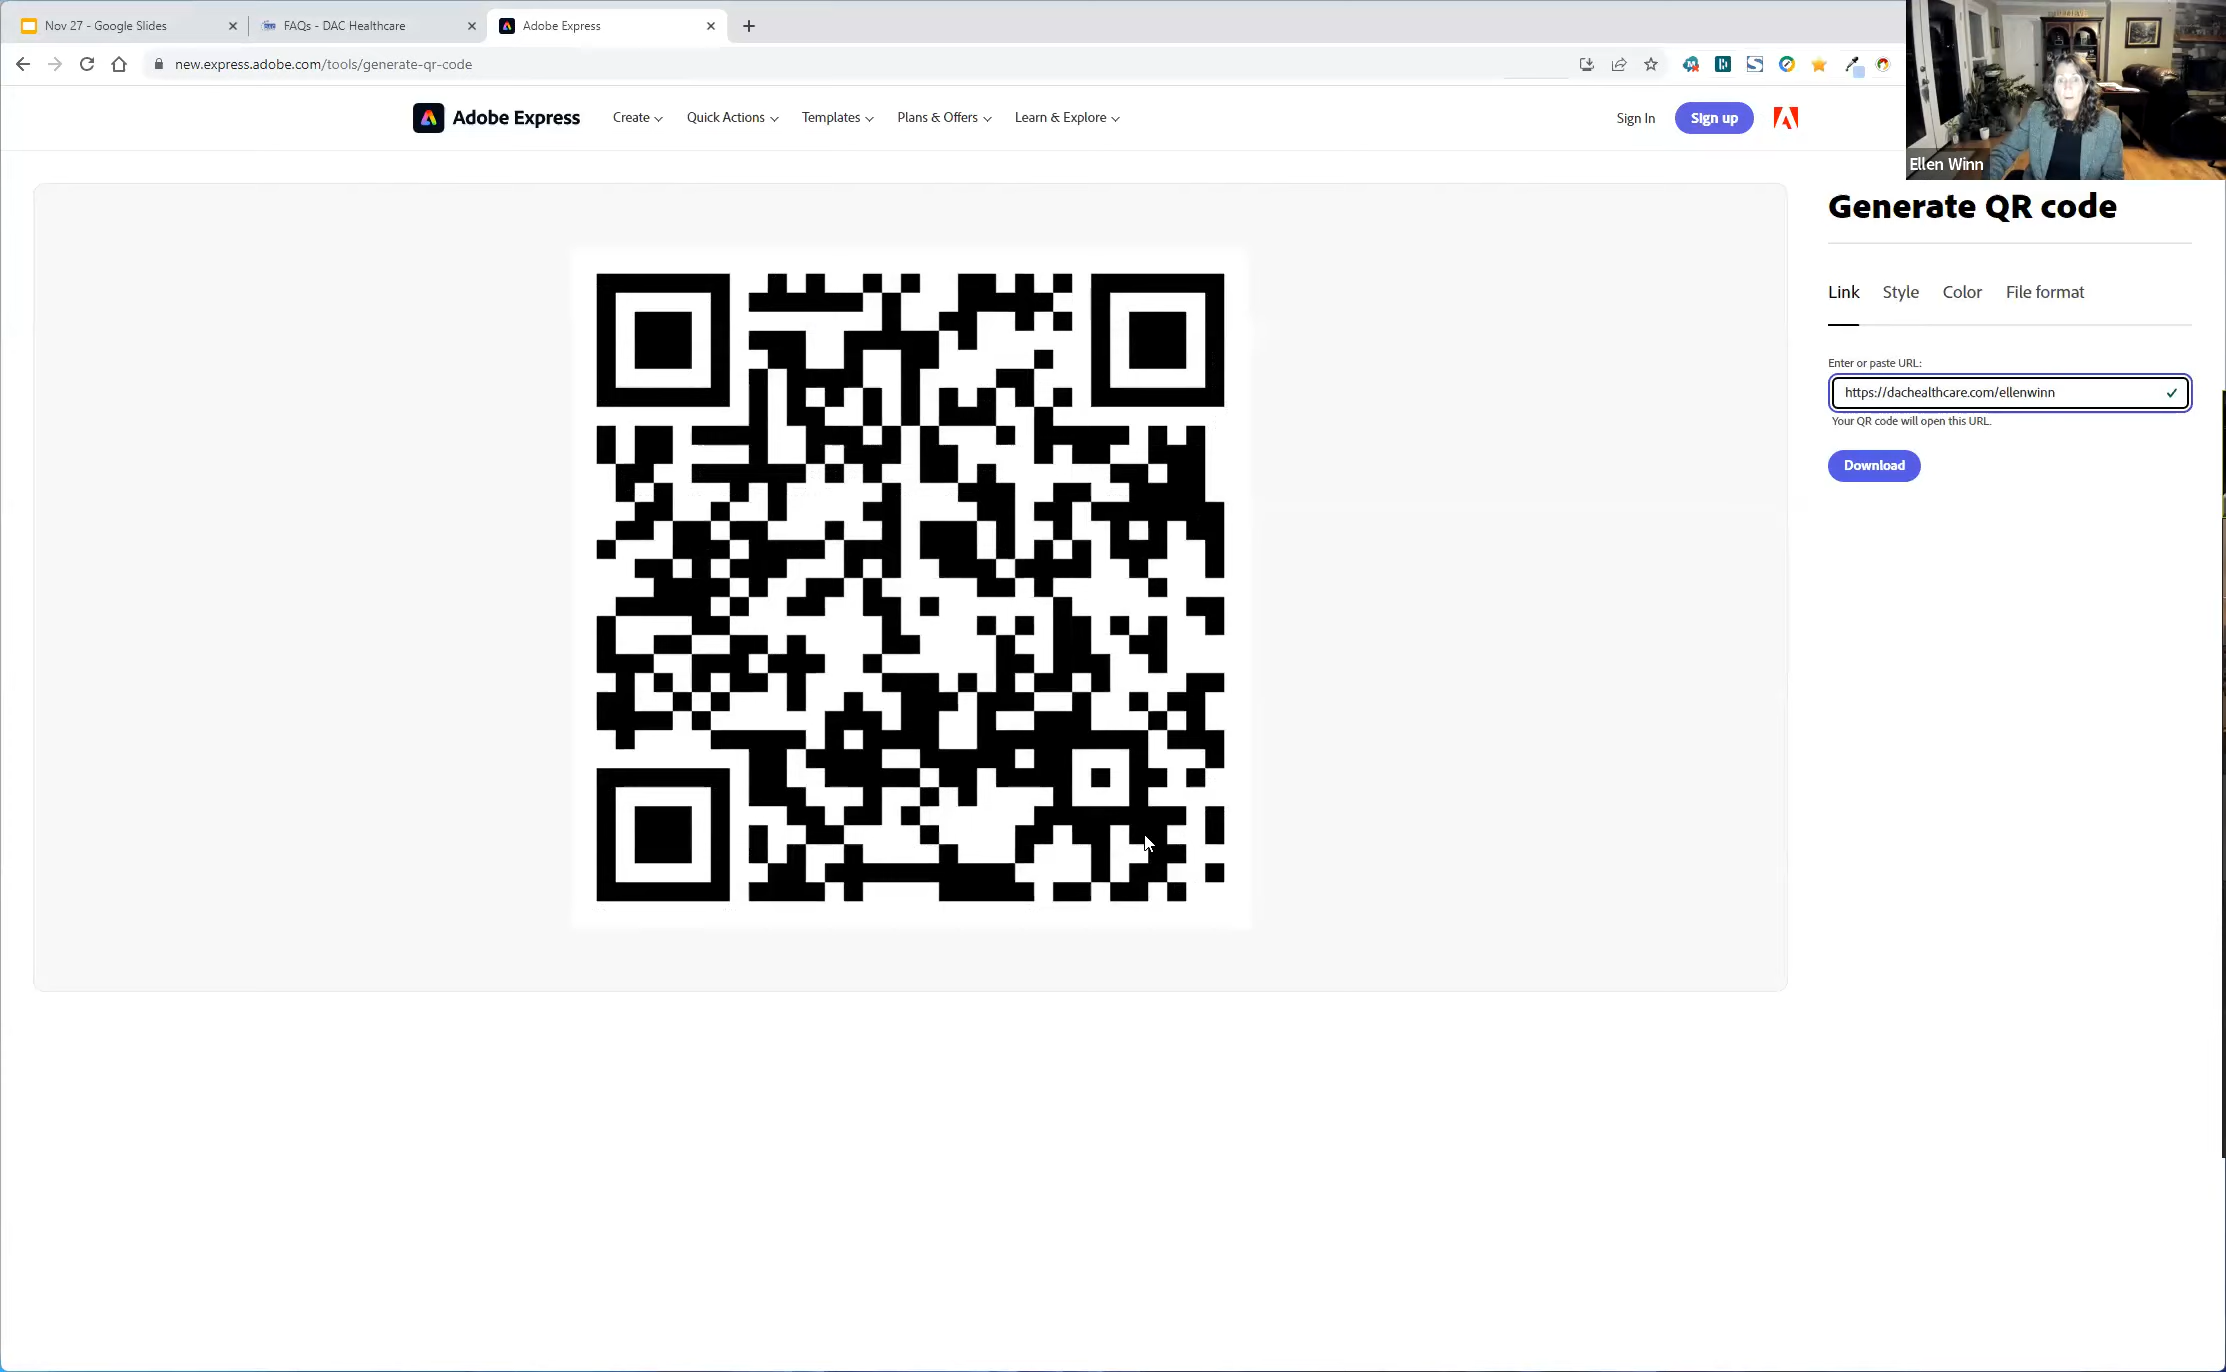 Nov 27 - Google Slides
FAQs - DAC Healthcare
Adobe Express
new.express.adobe.com/tools/generate-qr-code
Adobe Express
Create
Quick Actions
Templates
Plans & Offers
Learn & Explore
Sign In
Sign up
Ellen Winn
Generate QR code
Link Style Color File format
Enter or paste URL:
https://dachealthcare.com/ellenwinn
Your QR code will open this URL.
Download